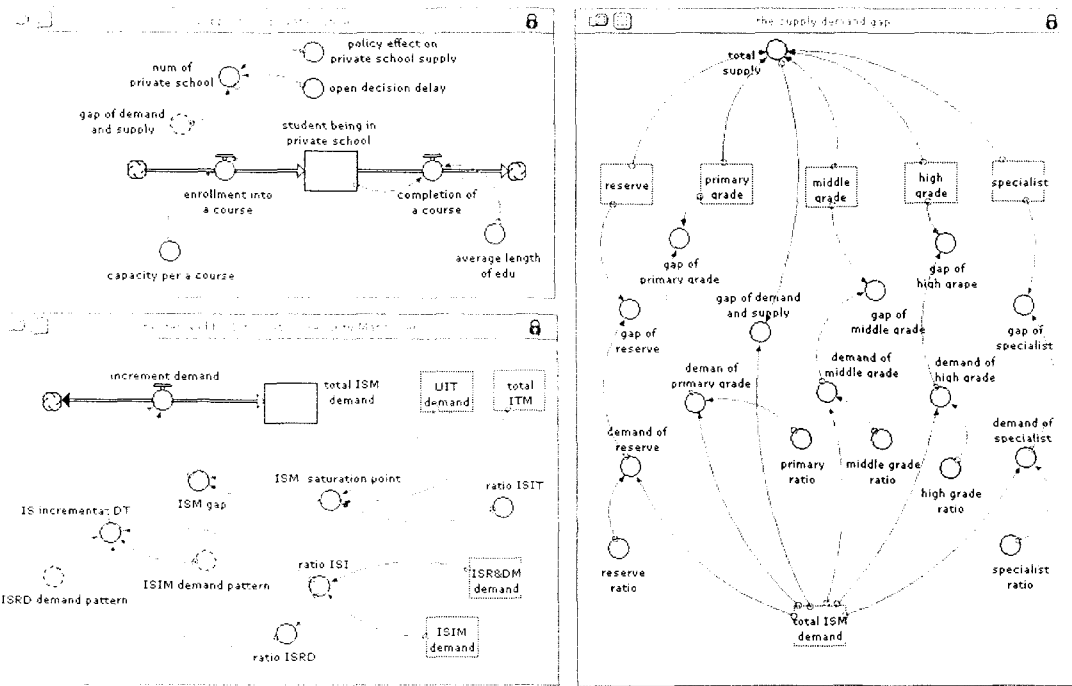 policy effect on
private school supply
num of
private school
open decision delay
gap of demand
and supply
student being in
private school
enrollment into
a course
completion of
a course
capacity per a course
average length
of edu
increment demand
total ISM
demand
UIT
demand
total
ITM
ISM gap
ISM saturation point
ratio ISIT
IS incremental DT
ISIM demand pattern
ratio ISI
ISR&DM
demand
ISRD demand pattern
ratio ISRD
ISIM
demand
the supply demand gap
total
supply
reserve
primary
grade
middle
grade
high
grade
specialist
gap of
primary grade
gap of
high grape
gap of demand
and supply
gap of
middle grade
gap of
reserve
gap of
specialist
deman of
primary grade
demand of
middle grade
demand of
high grade
demand of
reserve
demand of
specialist
primary
ratio
middle grade
ratio
high grade
ratio
reserve
ratio
specialist
ratio
total ISM
demand